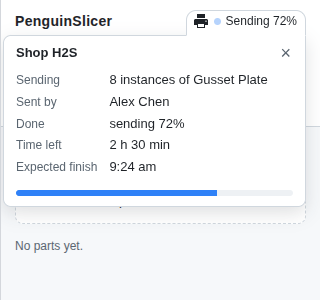 PenguinSlicer
Sending 72%
Shop H2S
×
Sending 8 instances of Gusset Plate
Sent by Alex Chen
Done sending 72%
Time left 2 h 30 min
Expected finish 9:24 am
No parts yet.